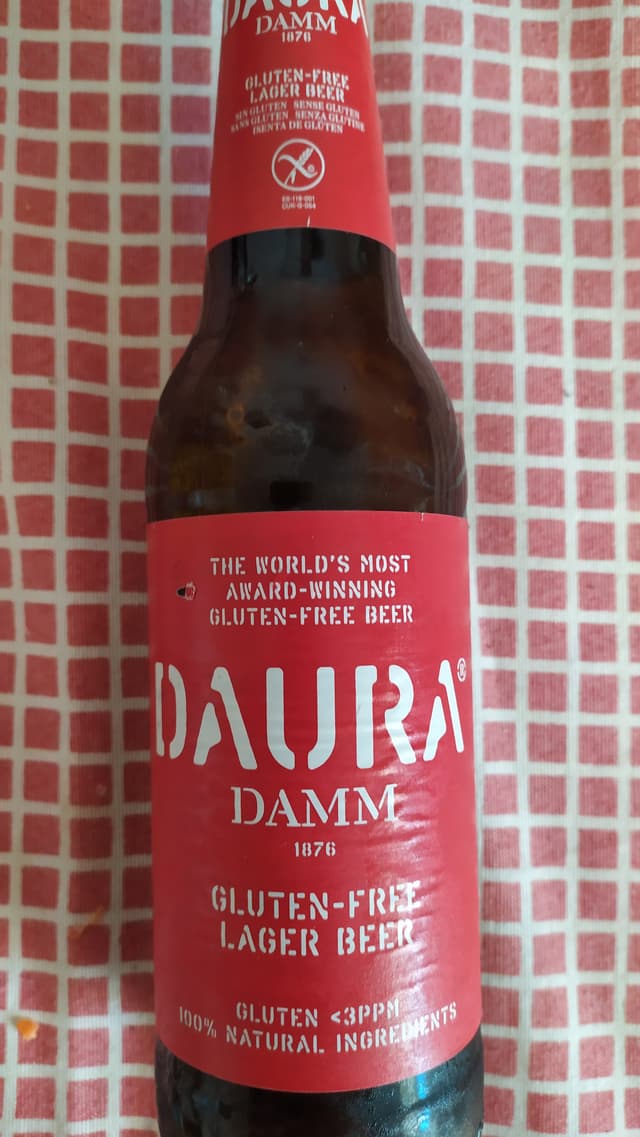 DAURA
DAMM
1876
GLUTEN-FREE
LAGER BEER
SIN GLUTEN SENSE GLUTEN
SANS GLUTEN SENZA GLUTINE
ISENTA DE GLÚTEN
THE WORLD'S MOST
AWARD-WINNING
GLUTEN-FREE BEER
DAURA®
DAMM
1876
GLUTEN-FREE
LAGER BEER
GLUTEN <3PPM
100% NATURAL INGREDIENTS